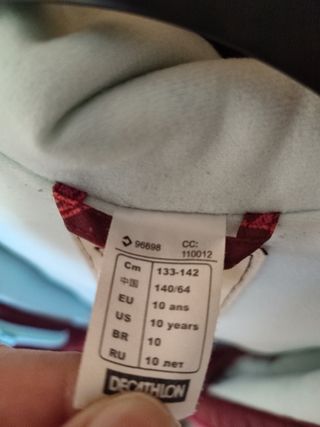 96698 CC: 110012
Cm 133-142
中国 140/64
EU 10 ans
US 10 years
BR 10
RU 10 лет
DECATHLON